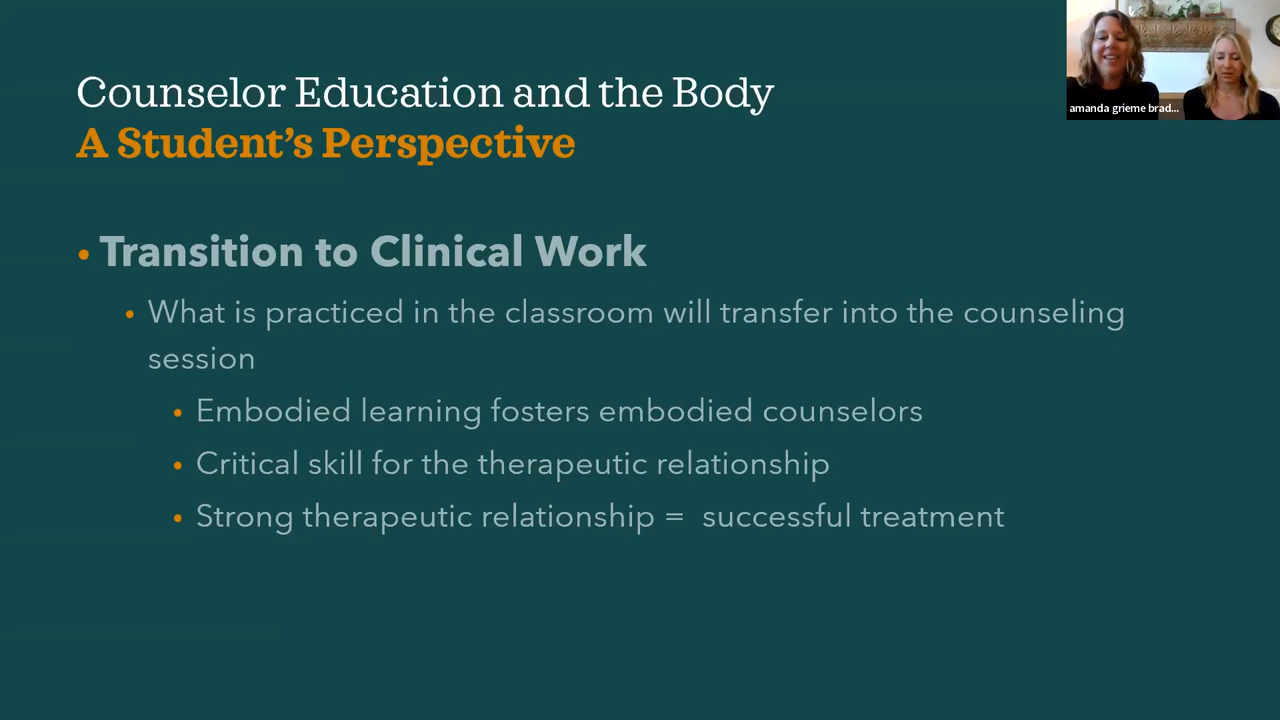 Counselor Education and the Body
A Student’s Perspective
• Transition to Clinical Work
• What is practiced in the classroom will transfer into the counseling
session
• Embodied learning fosters embodied counselors
• Critical skill for the therapeutic relationship
• Strong therapeutic relationship = successful treatment
amanda grieme brad...